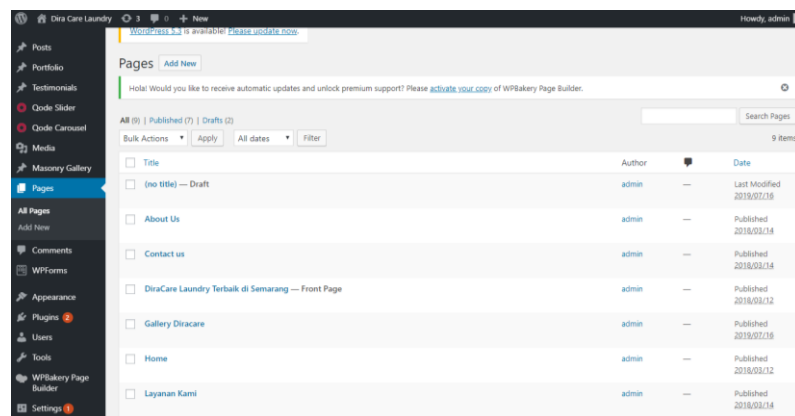 Dira Care Laundry 3 0 + New Howdy, admin
WordPress 5.3 is available! Please update now.
Posts
Portfolio
Testimonials
Qode Slider
Qode Carousel
Media
Masonry Gallery
Pages
All Pages
Add New
Comments
WPForms
Appearance
Plugins 2
Users
Tools
WPBakery Page
Builder
Settings 1
Pages Add New
Hola! Would you like to receive automatic updates and unlock premium support? Please activate your copy of WPBakery Page Builder.
All (9) | Published (7) | Drafts (2) Search Pages
Bulk Actions Apply All dates Filter 9 items
Title Author Date
(no title) — Draft admin — Last Modified
2019/07/16
About Us admin — Published
2018/03/14
Contact us admin — Published
2018/03/14
DiraCare Laundry Terbaik di Semarang — Front Page admin — Published
2018/03/12
Gallery Diracare admin — Published
2019/07/16
Home admin — Published
2018/03/12
Layanan Kami admin — Published
2018/03/14